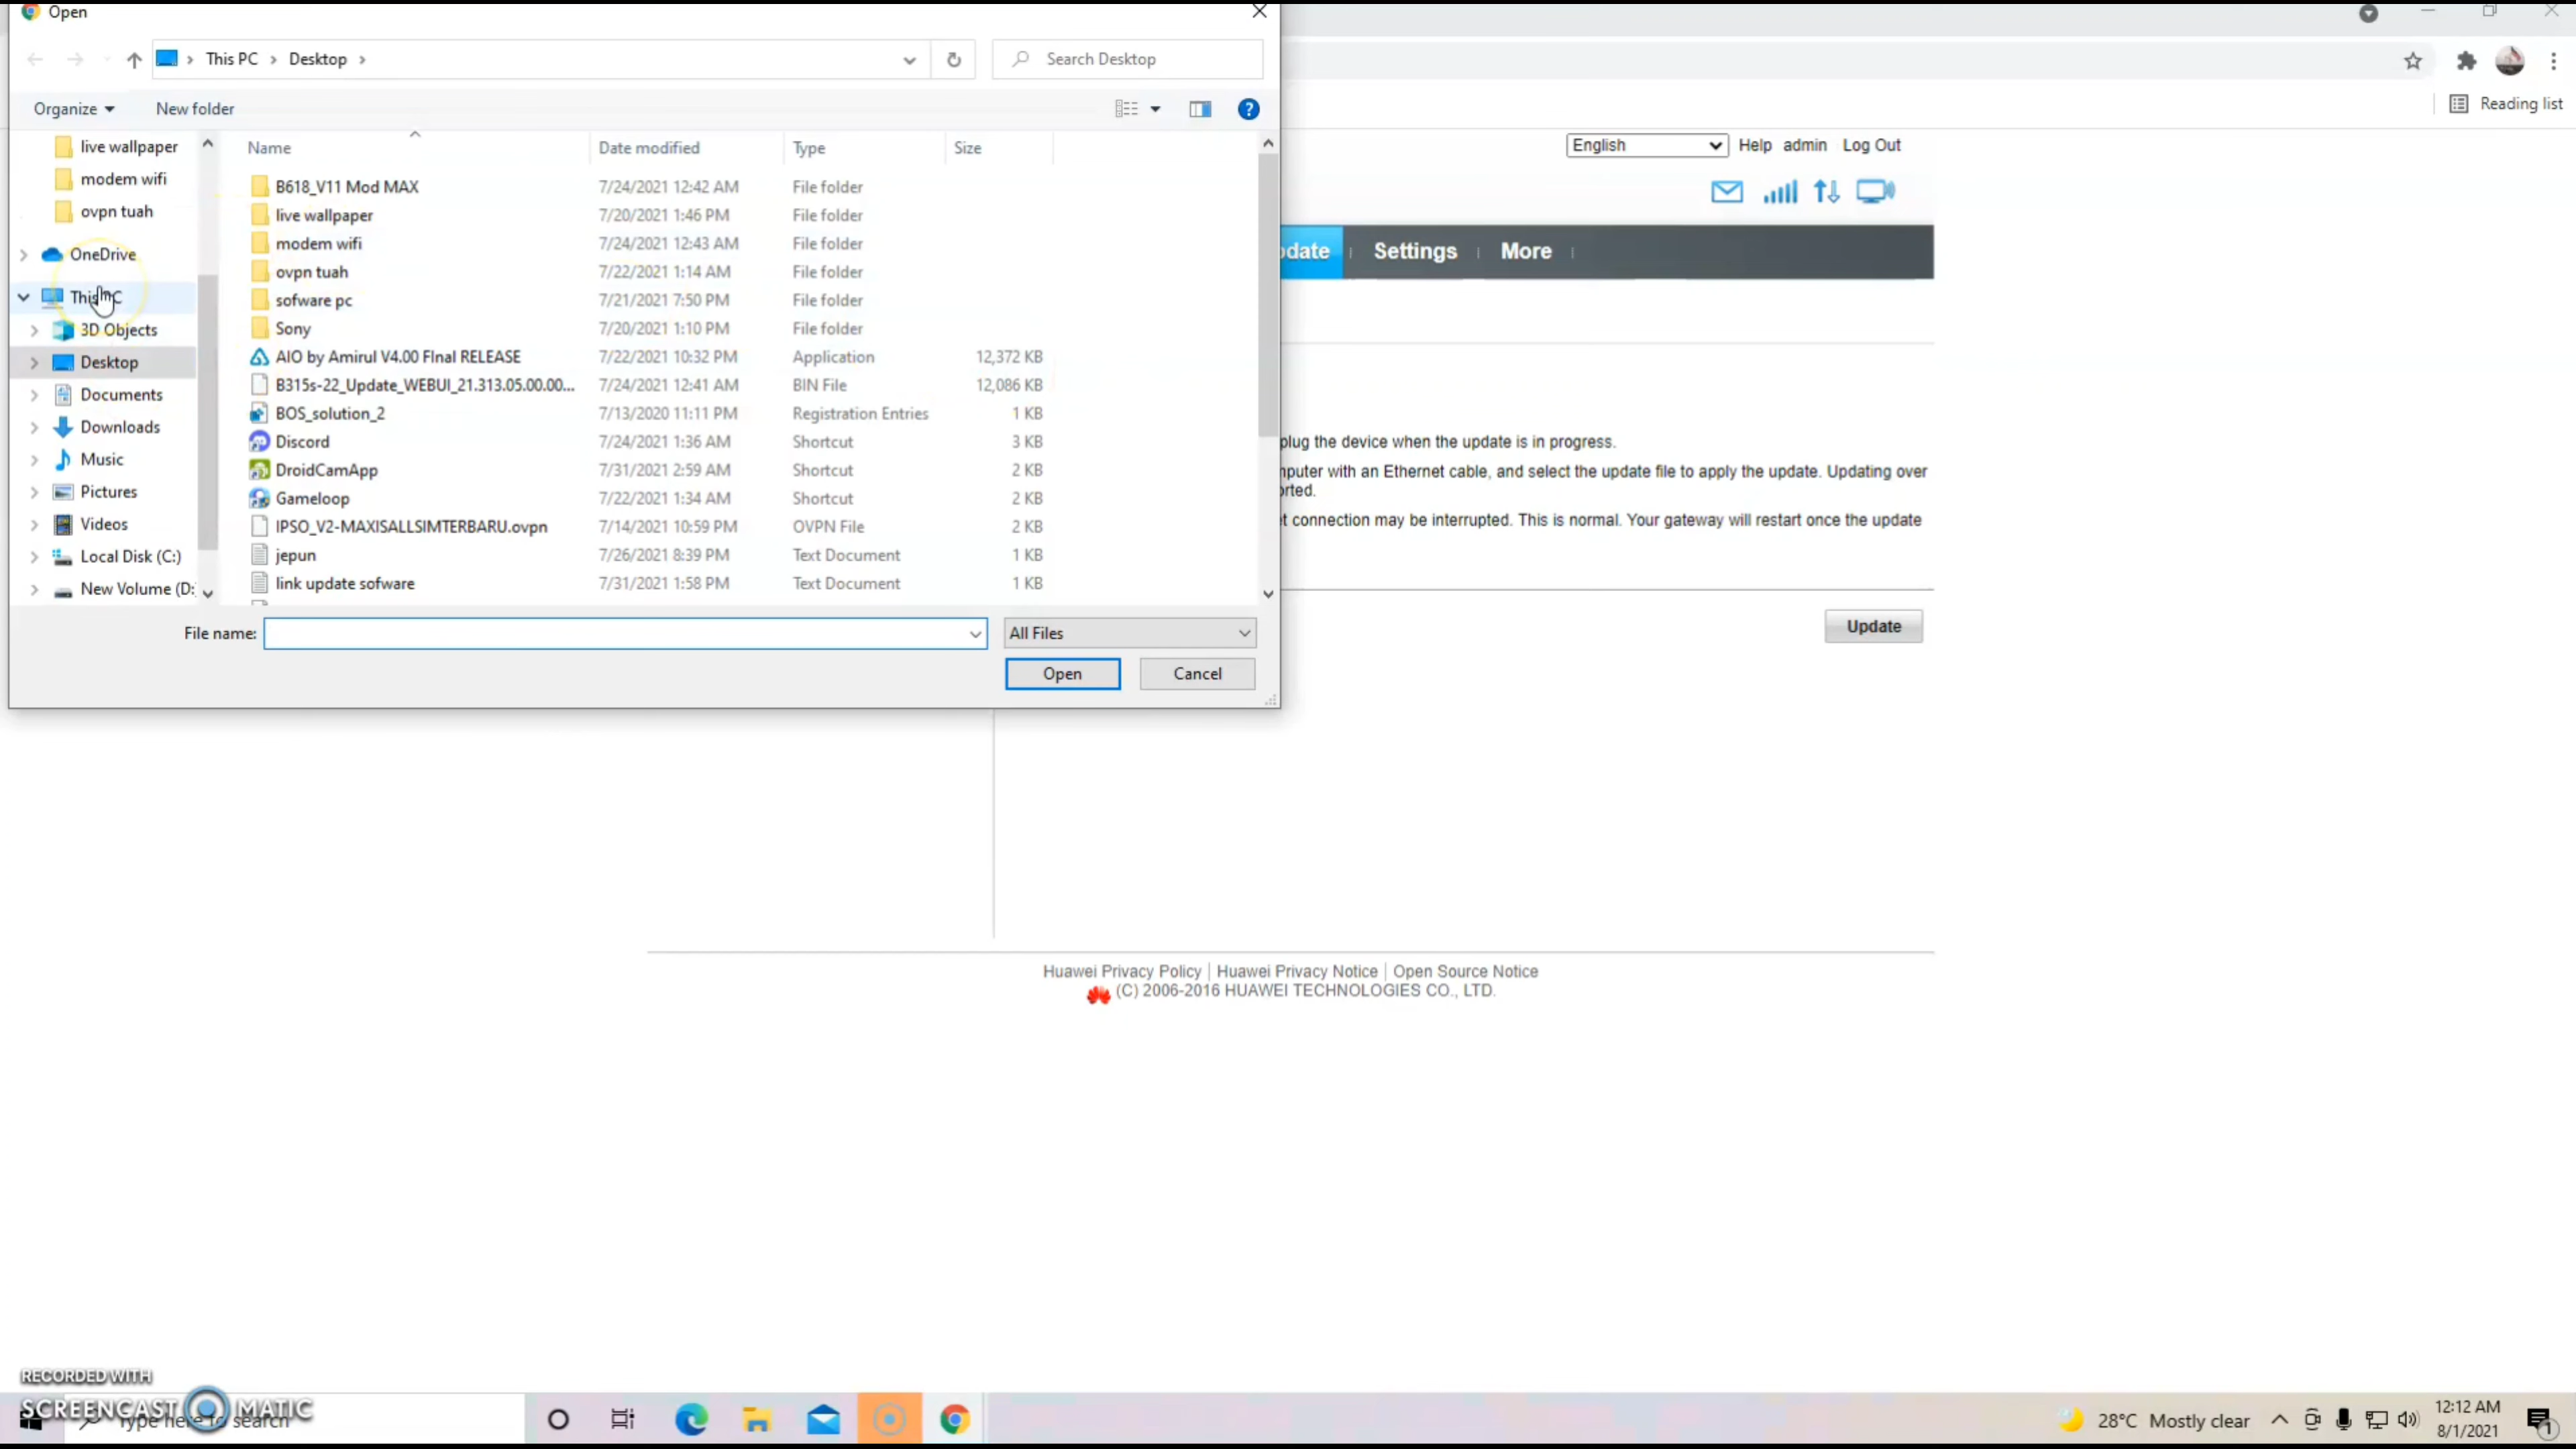 Open
This PC > Desktop >
Search Desktop
Reading list
Organize
New folder
live wallpaper
modem wifi
ovpn tuah
OneDrive
This PC
3D Objects
Desktop
Documents
Downloads
Music
Pictures
Videos
Local Disk (C:)
New Volume (D:
Name Date modified Type Size
B618_V11 Mod MAX 7/24/2021 12:42 AM File folder
live wallpaper 7/20/2021 1:46 PM File folder
modem wifi 7/24/2021 12:43 AM File folder
ovpn tuah 7/22/2021 1:14 AM File folder
sofware pc 7/21/2021 7:50 PM File folder
Sony 7/20/2021 1:10 PM File folder
AIO by Amirul V4.00 FInal RELEASE 7/22/2021 10:32 PM Application 12,372 KB
B315s-22_Update_WEBUI_21.313.05.00.00... 7/24/2021 12:41 AM BIN File 12,086 KB
BOS_solution_2 7/13/2020 11:11 PM Registration Entries 1 KB
Discord 7/24/2021 1:36 AM Shortcut 3 KB
DroidCamApp 7/31/2021 2:59 AM Shortcut 2 KB
Gameloop 7/22/2021 1:34 AM Shortcut 2 KB
IPSO_V2-MAXISALLSIMTERBARU.ovpn 7/14/2021 10:59 PM OVPN File 2 KB
jepun 7/26/2021 8:39 PM Text Document 1 KB
link update sofware 7/31/2021 1:58 PM Text Document 1 KB
File name:
All Files
Open
Cancel
English Help admin Log Out
pdate Settings More
plug the device when the update is in progress.
mputer with an Ethernet cable, and select the update file to apply the update. Updating over
orted.
t connection may be interrupted. This is normal. Your gateway will restart once the update
Update
Huawei Privacy Policy | Huawei Privacy Notice | Open Source Notice
(C) 2006-2016 HUAWEI TECHNOLOGIES CO., LTD.
RECORDED WITH
SCREENCAST MATIC
Type here to search
28°C Mostly clear
12:12 AM
8/1/2021
1